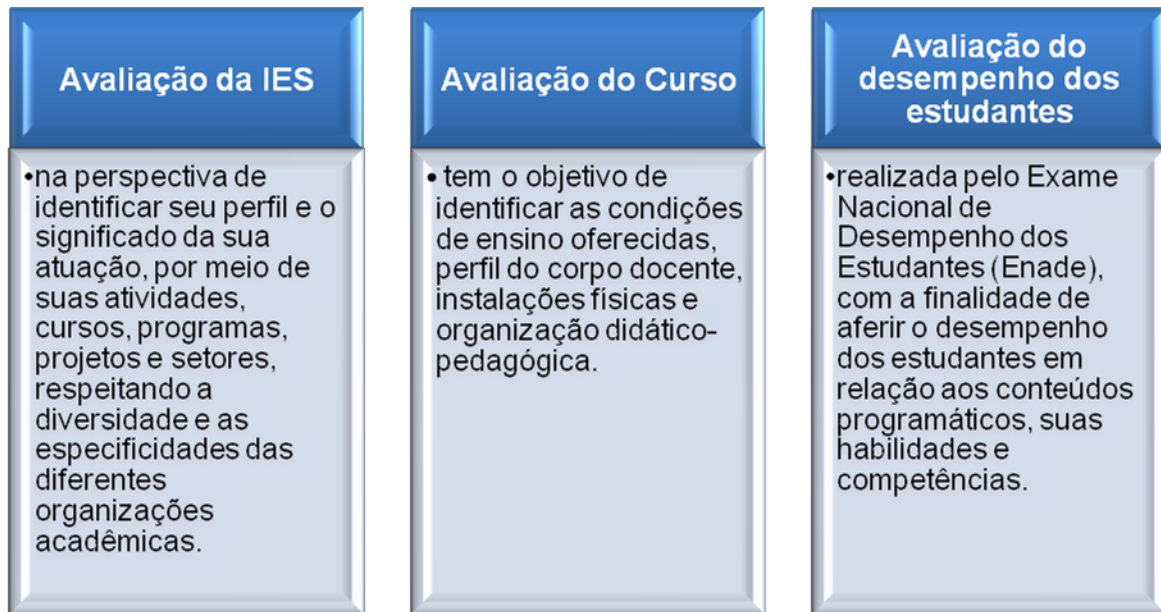 Avaliação da IES
•na perspectiva de
identificar seu perfil e o
significado da sua
atuação, por meio de
suas atividades,
cursos, programas,
projetos e setores,
respeitando a
diversidade e as
especificidades das
diferentes
organizações
acadêmicas.
Avaliação do Curso
• tem o objetivo de
identificar as condições
de ensino oferecidas,
perfil do corpo docente,
instalações físicas e
organização didático-
pedagógica.
Avaliação do
desempenho dos
estudantes
•realizada pelo Exame
Nacional de
Desempenho dos
Estudantes (Enade),
com a finalidade de
aferir o desempenho
dos estudantes em
relação aos conteúdos
programáticos, suas
habilidades e
competências.